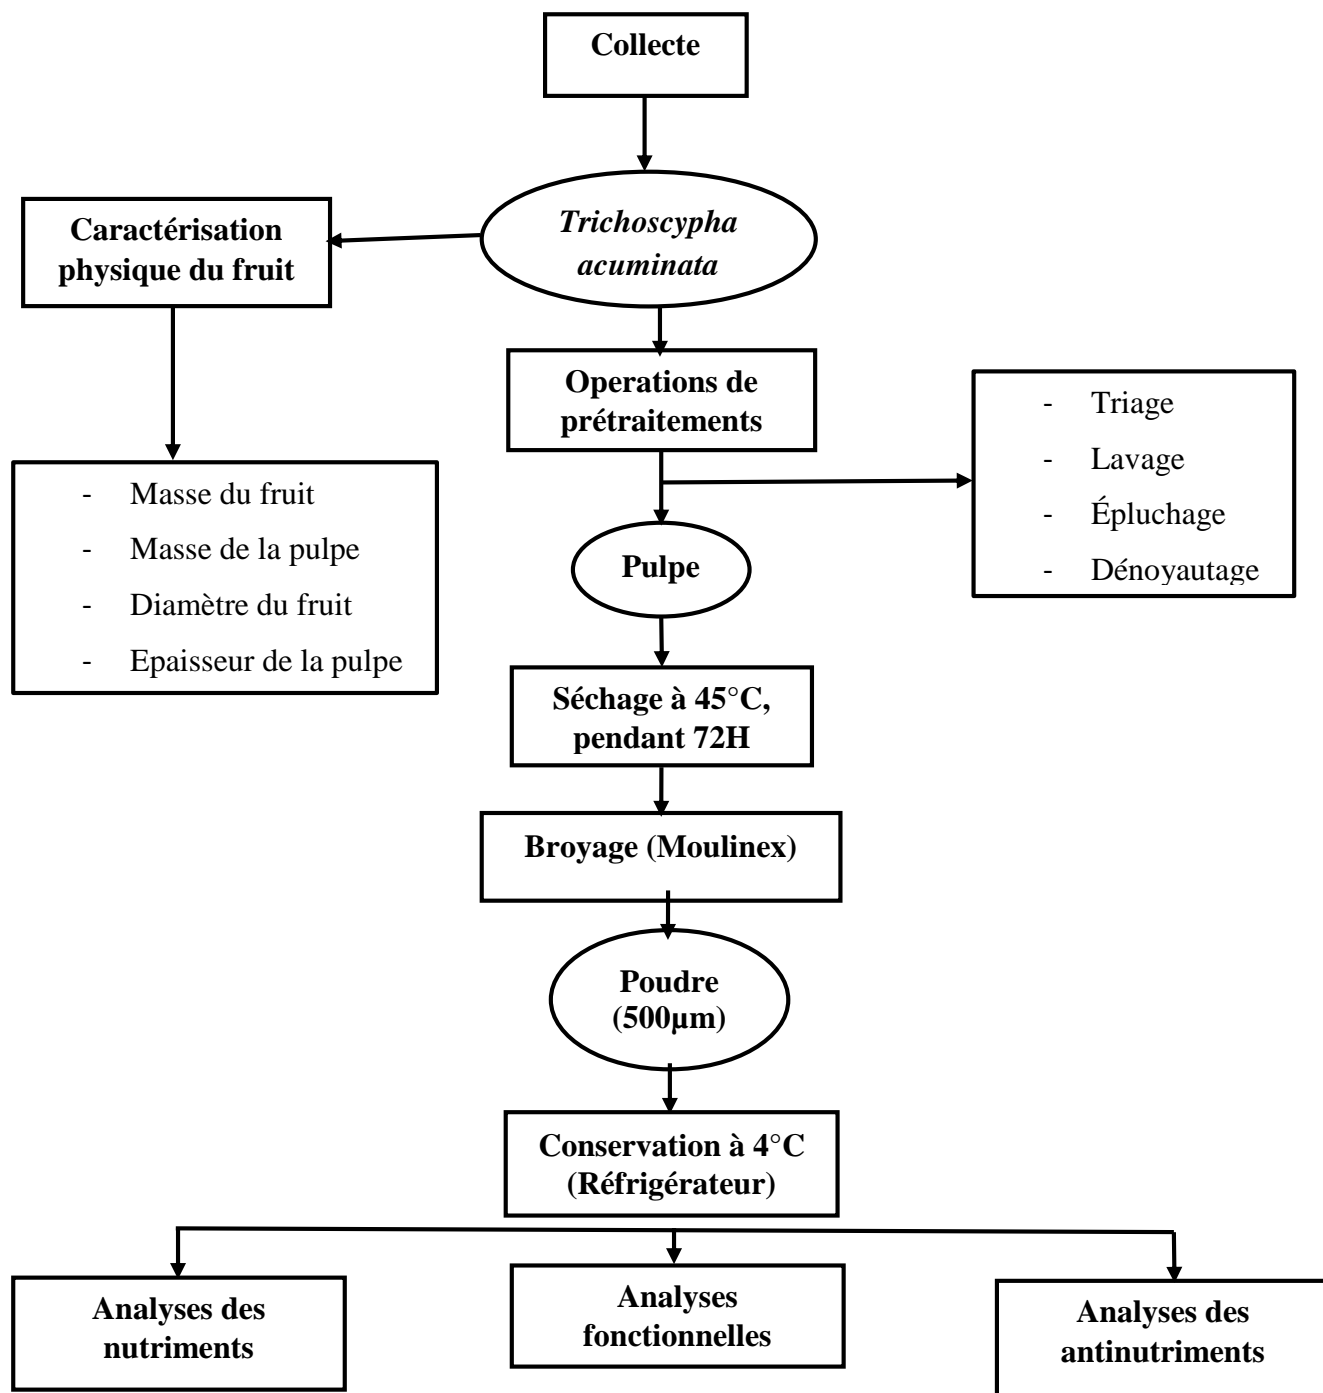 Collecte
Trichoscypha
acuminata
Caractérisation
physique du fruit
- Masse du fruit
- Masse de la pulpe
- Diamètre du fruit
- Epaisseur de la pulpe
Operations de
prétraitements
- Triage
- Lavage
- Épluchage
- Dénoyautage
Pulpe
Séchage à 45°C,
pendant 72H
Broyage (Moulinex)
Poudre
(500µm)
Conservation à 4°C
(Réfrigérateur)
Analyses des
nutriments
Analyses
fonctionnelles
Analyses des
antinutriments